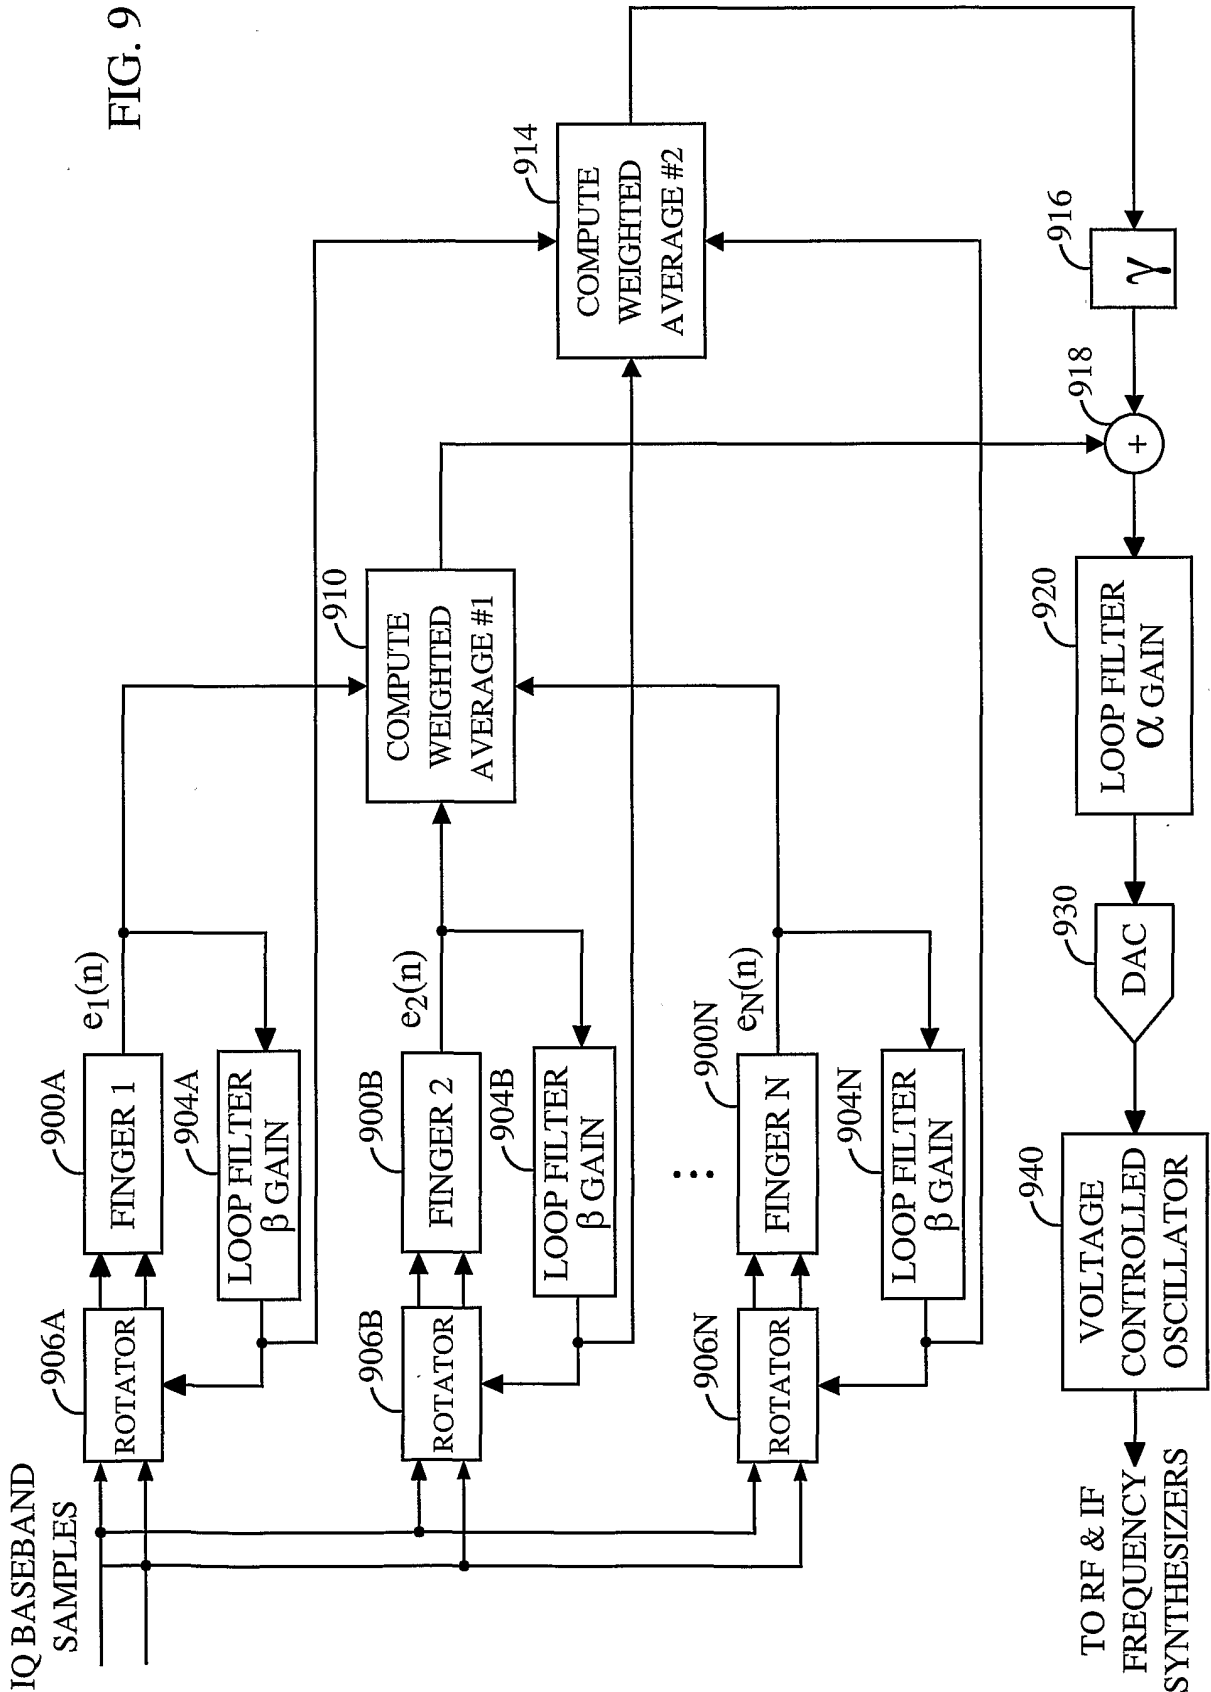 FIG. 9
IQ BASEBAND
SAMPLES
906A
ROTATOR
900A
FINGER 1
e1(n)
904A
LOOP FILTER
β GAIN
906B
ROTATOR
900B
FINGER 2
e2(n)
904B
LOOP FILTER
β GAIN
...
906N
ROTATOR
900N
FINGER N
eN(n)
904N
LOOP FILTER
β GAIN
910
COMPUTE
WEIGHTED
AVERAGE #1
914
COMPUTE
WEIGHTED
AVERAGE #2
916
γ
918
+
920
LOOP FILTER
α GAIN
930
DAC
940
VOLTAGE
CONTROLLED
OSCILLATOR
TO RF & IF
FREQUENCY
SYNTHESIZERS